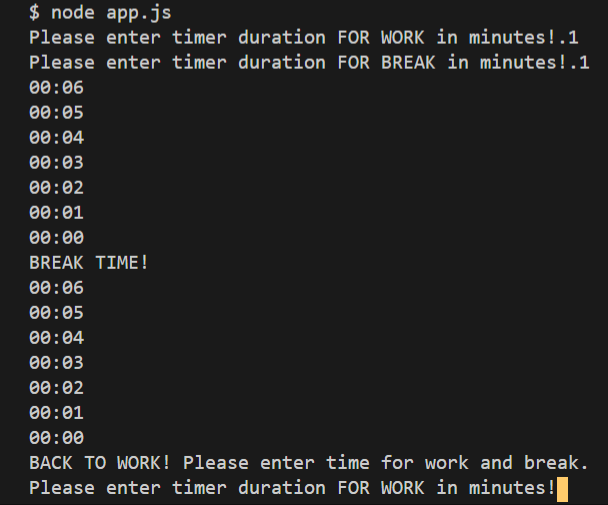 $ node app.js
Please enter timer duration FOR WORK in minutes!.1
Please enter timer duration FOR BREAK in minutes!.1
00:06
00:05
00:04
00:03
00:02
00:01
00:00
BREAK TIME!
00:06
00:05
00:04
00:03
00:02
00:01
00:00
BACK TO WORK! Please enter time for work and break.
Please enter timer duration FOR WORK in minutes!